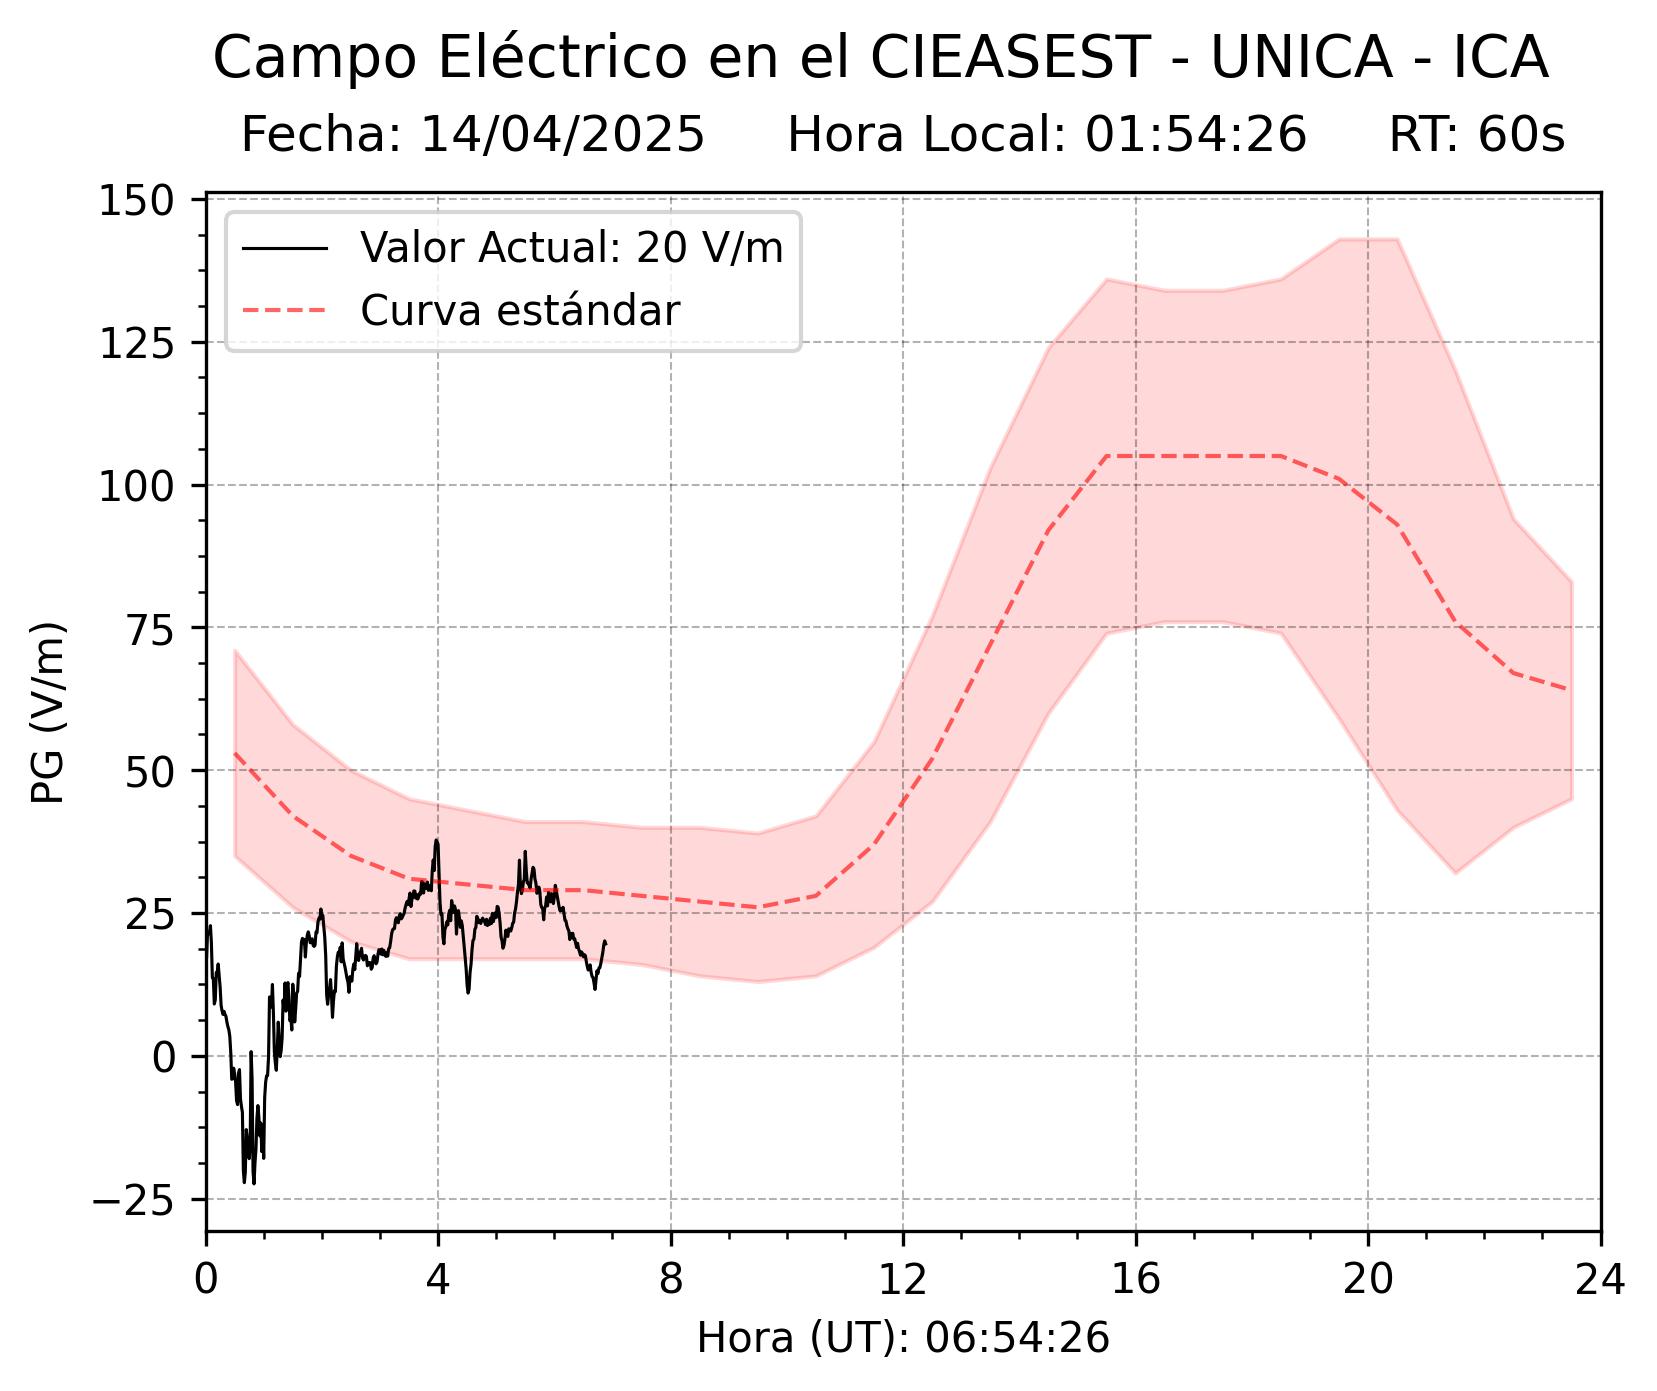 Campo Eléctrico en el CIEASEST - UNICA - ICA
Fecha: 14/04/2025 Hora Local: 01:54:26 RT: 60s
Valor Actual: 20 V/m
Curva estándar
PG (V/m)
150
125
100
75
50
25
0
−25
0 4 8 12 16 20 24
Hora (UT): 06:54:26